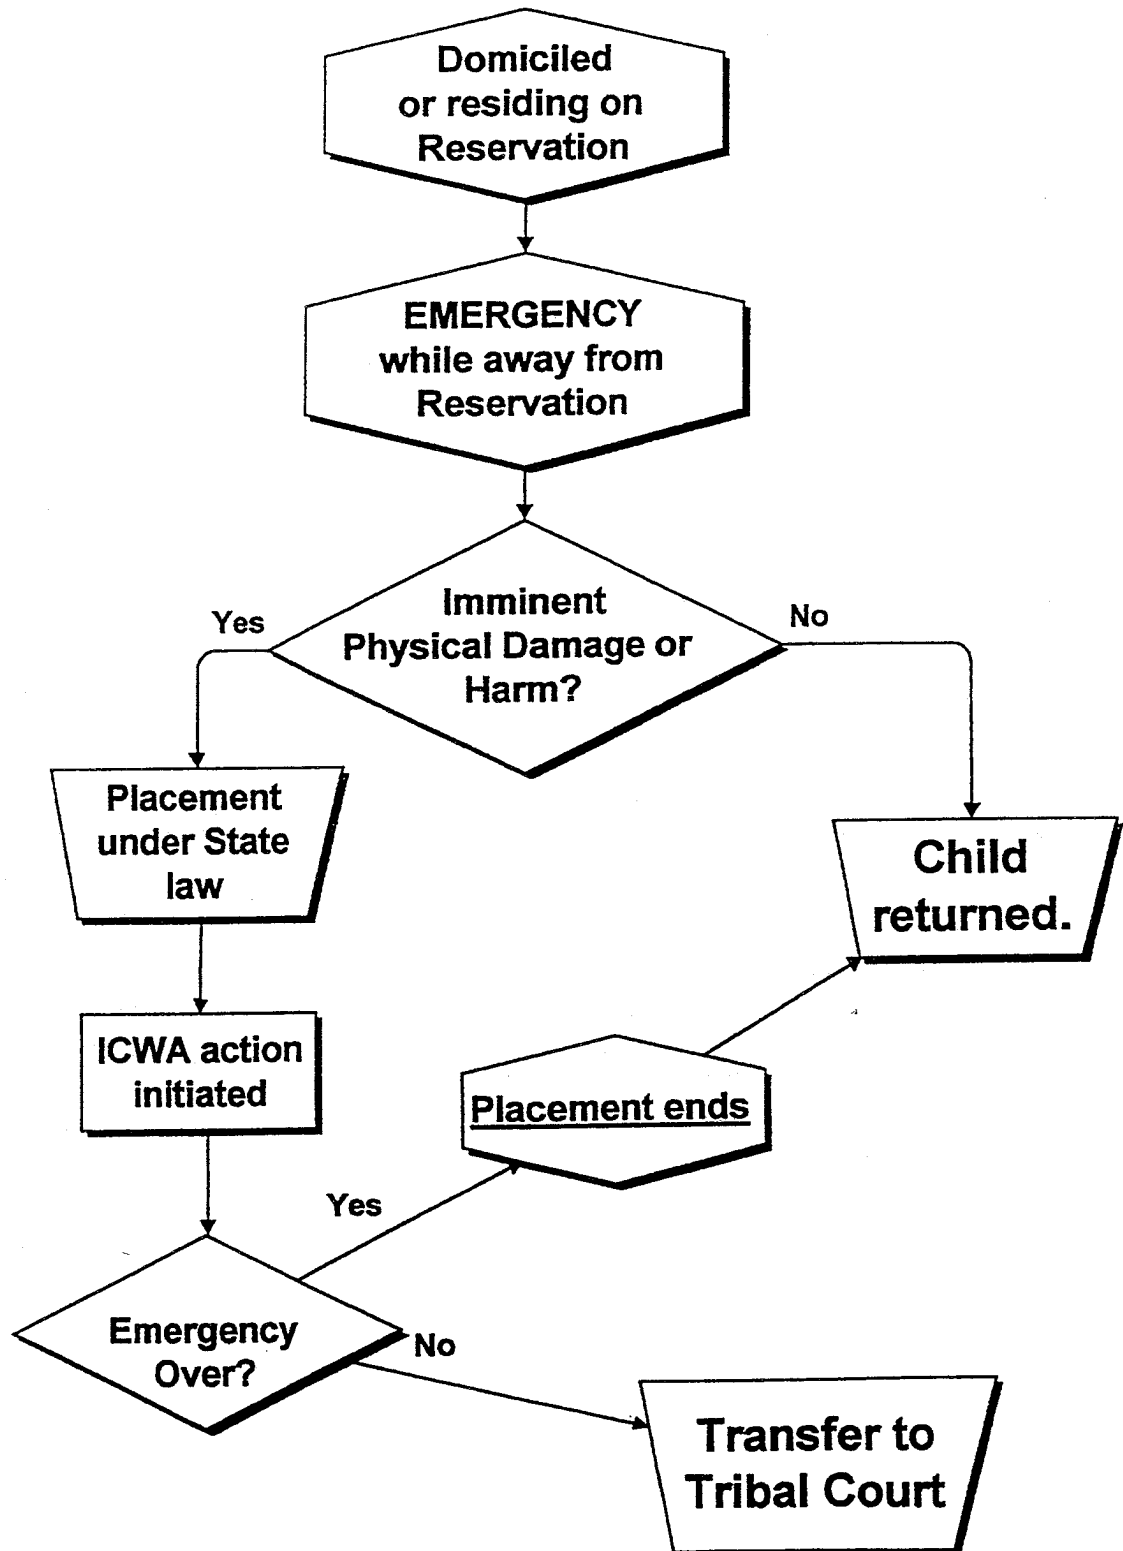 Domiciled
or residing on
Reservation
EMERGENCY
while away from
Reservation
Imminent
Physical Damage or
Harm?
Yes
No
Placement
under State
law
Child
returned.
ICWA action
initiated
Placement ends
Yes
Emergency
Over?
No
Transfer to
Tribal Court